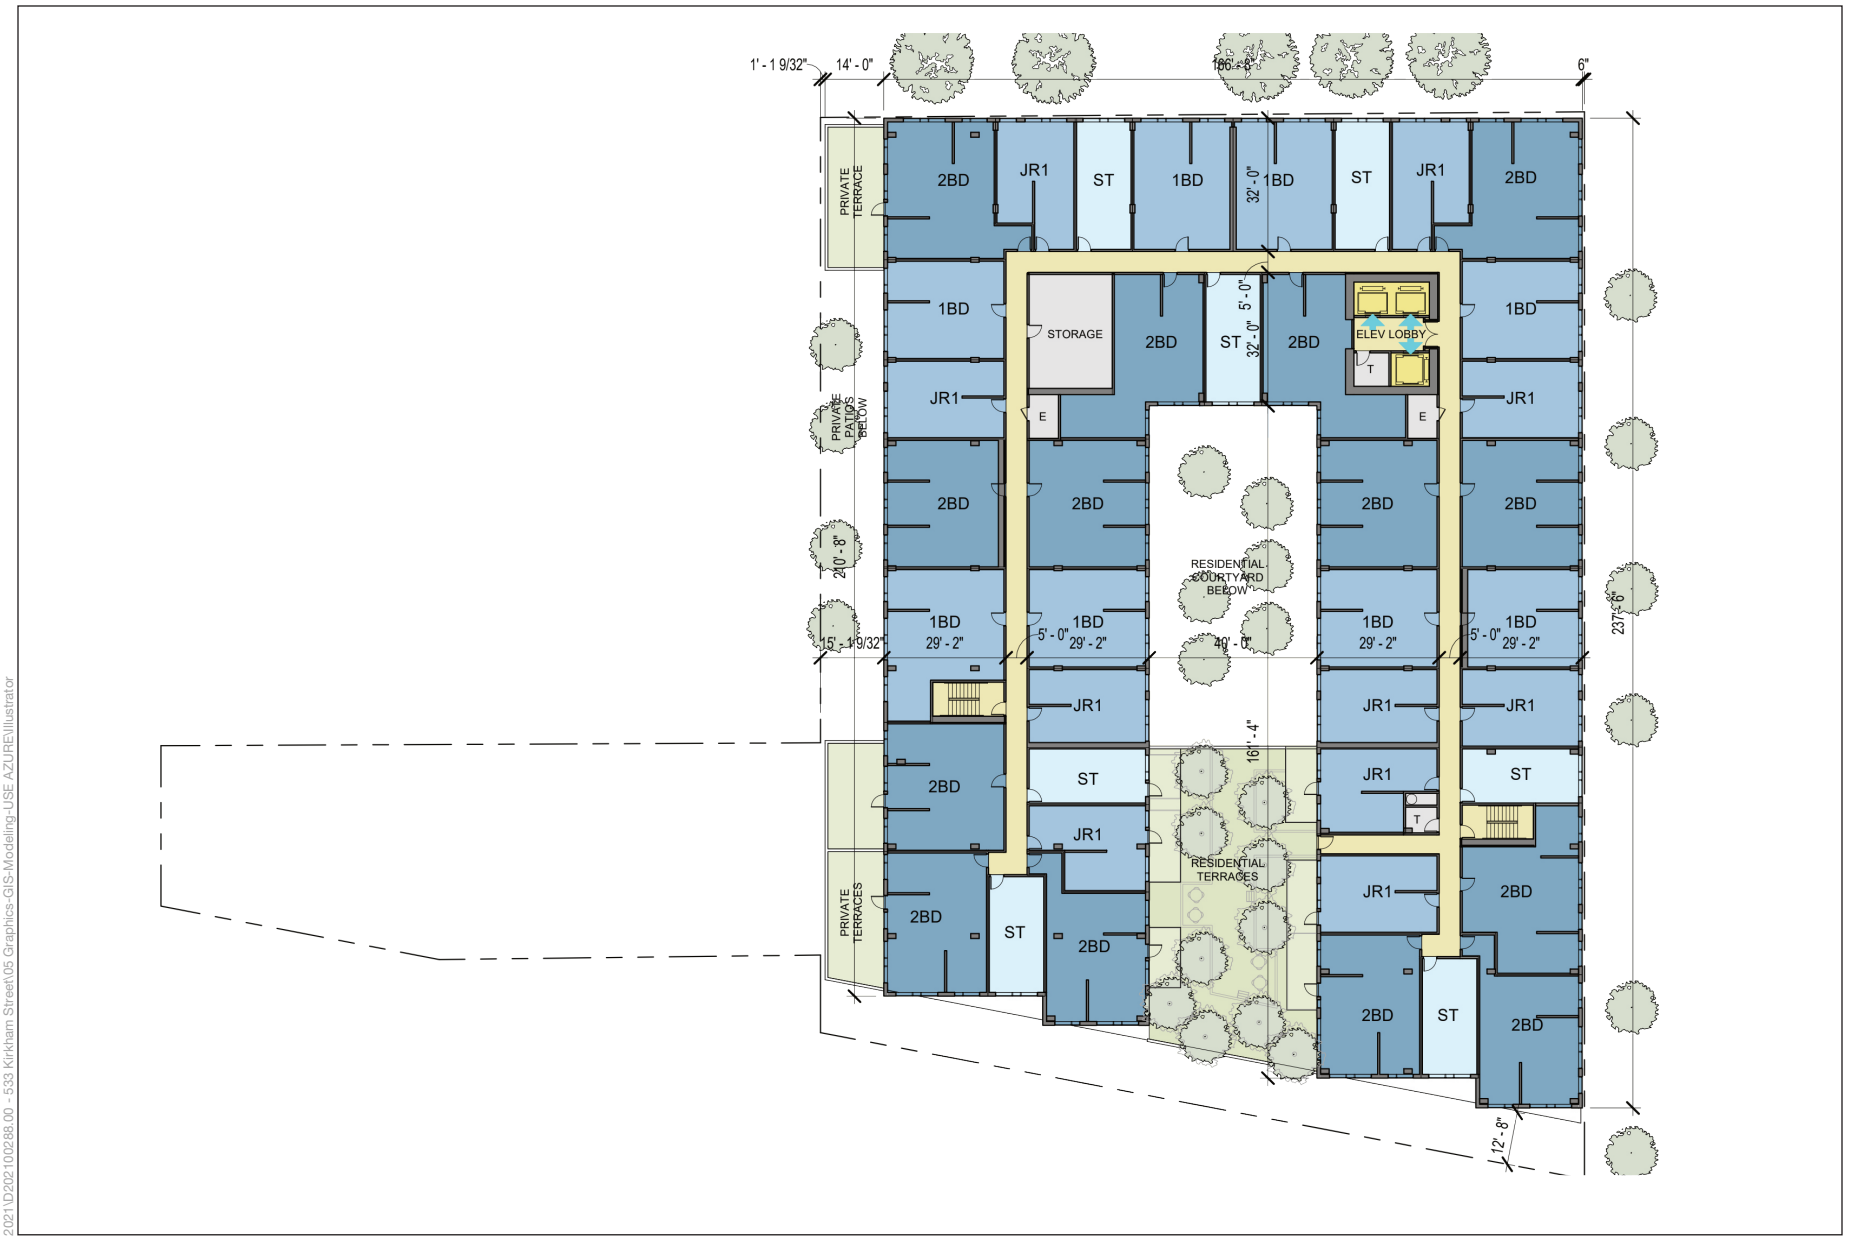 1' - 1 9/32"
14' - 0"
186' - 8"
6"
PRIVATE
TERRACE
2BD
JR1
ST
1BD
32' - 0"
1BD
ST
JR1
2BD
1BD
STORAGE
2BD
ST
5' - 0"
32' - 0"
2BD
ELEV LOBBY
T
1BD
PRIVATE
PATIOS
BELOW
JR1
E
E
JR1
2BD
2BD
2BD
2BD
210' - 8"
RESIDENTIAL
COURTYARD
BELOW
237' - 6"
1BD
1BD
1BD
1BD
15' - 1 9/32"
29' - 2"
5' - 0"
29' - 2"
40' - 0"
29' - 2"
5' - 0"
29' - 2"
JR1
JR1
JR1
161' - 4"
2BD
ST
JR1
ST
T
JR1
RESIDENTIAL
TERRACES
JR1
2BD
PRIVATE
TERRACES
2BD
ST
2BD
2BD
ST
2BD
12' - 8"
2021\D202100288.00 - 533 Kirkham Street\05 Graphics-GIS-Modeling-USE AZURE\Illustrator